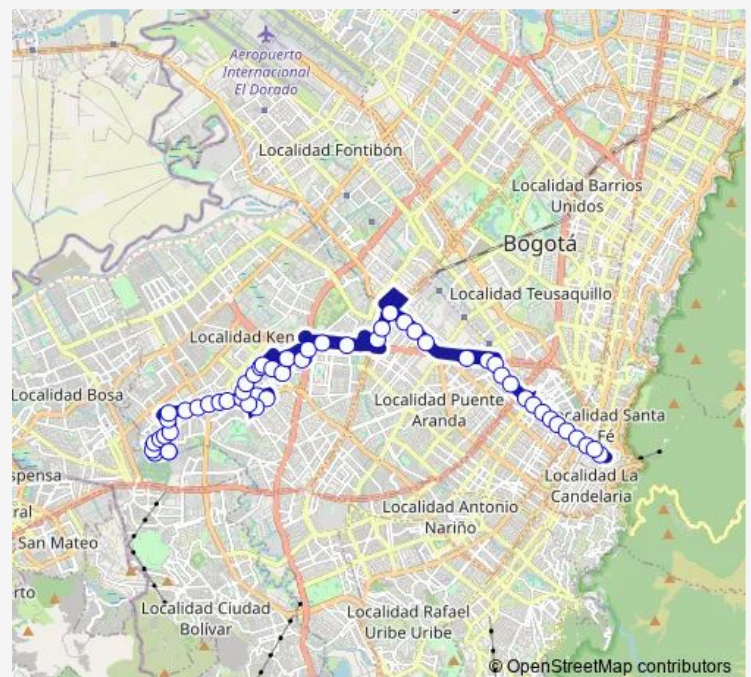 Aeropuerto
Internacional
El Dorado
Localidad Fontibón
Localidad Barrios
Unidos
Bogotá
Localidad Teusaquillo
Localidad Ken
Localidad Bosa
Localidad Puente
Aranda
ocalidad Santa
Fé
Localidad La
Candelaria
spensa
ral
San Mateo
Localidad Antonio
Nariño
rto
Localidad Ciudad
Bolívar
Localidad Rafael
Uribe Uribe
© OpenStreetMap contributors